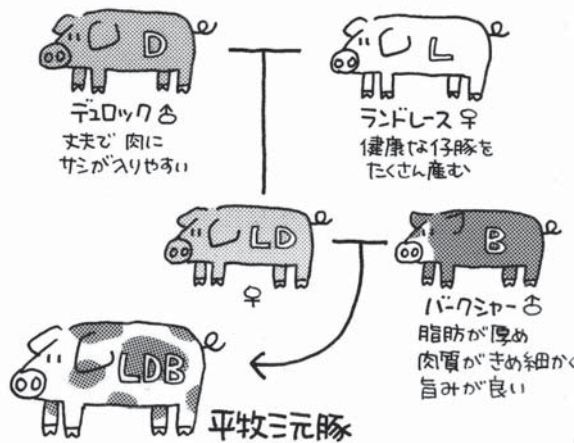 D
L
デュロック♂
丈夫で 肉に
サシが入りやすい
ランドレース♀
健康な仔豚を
たくさん産む
LD
♀
B
バークシャー♂
脂肪が厚め
肉質がきめ細かく
旨みが良い
LDB
平牧三元豚